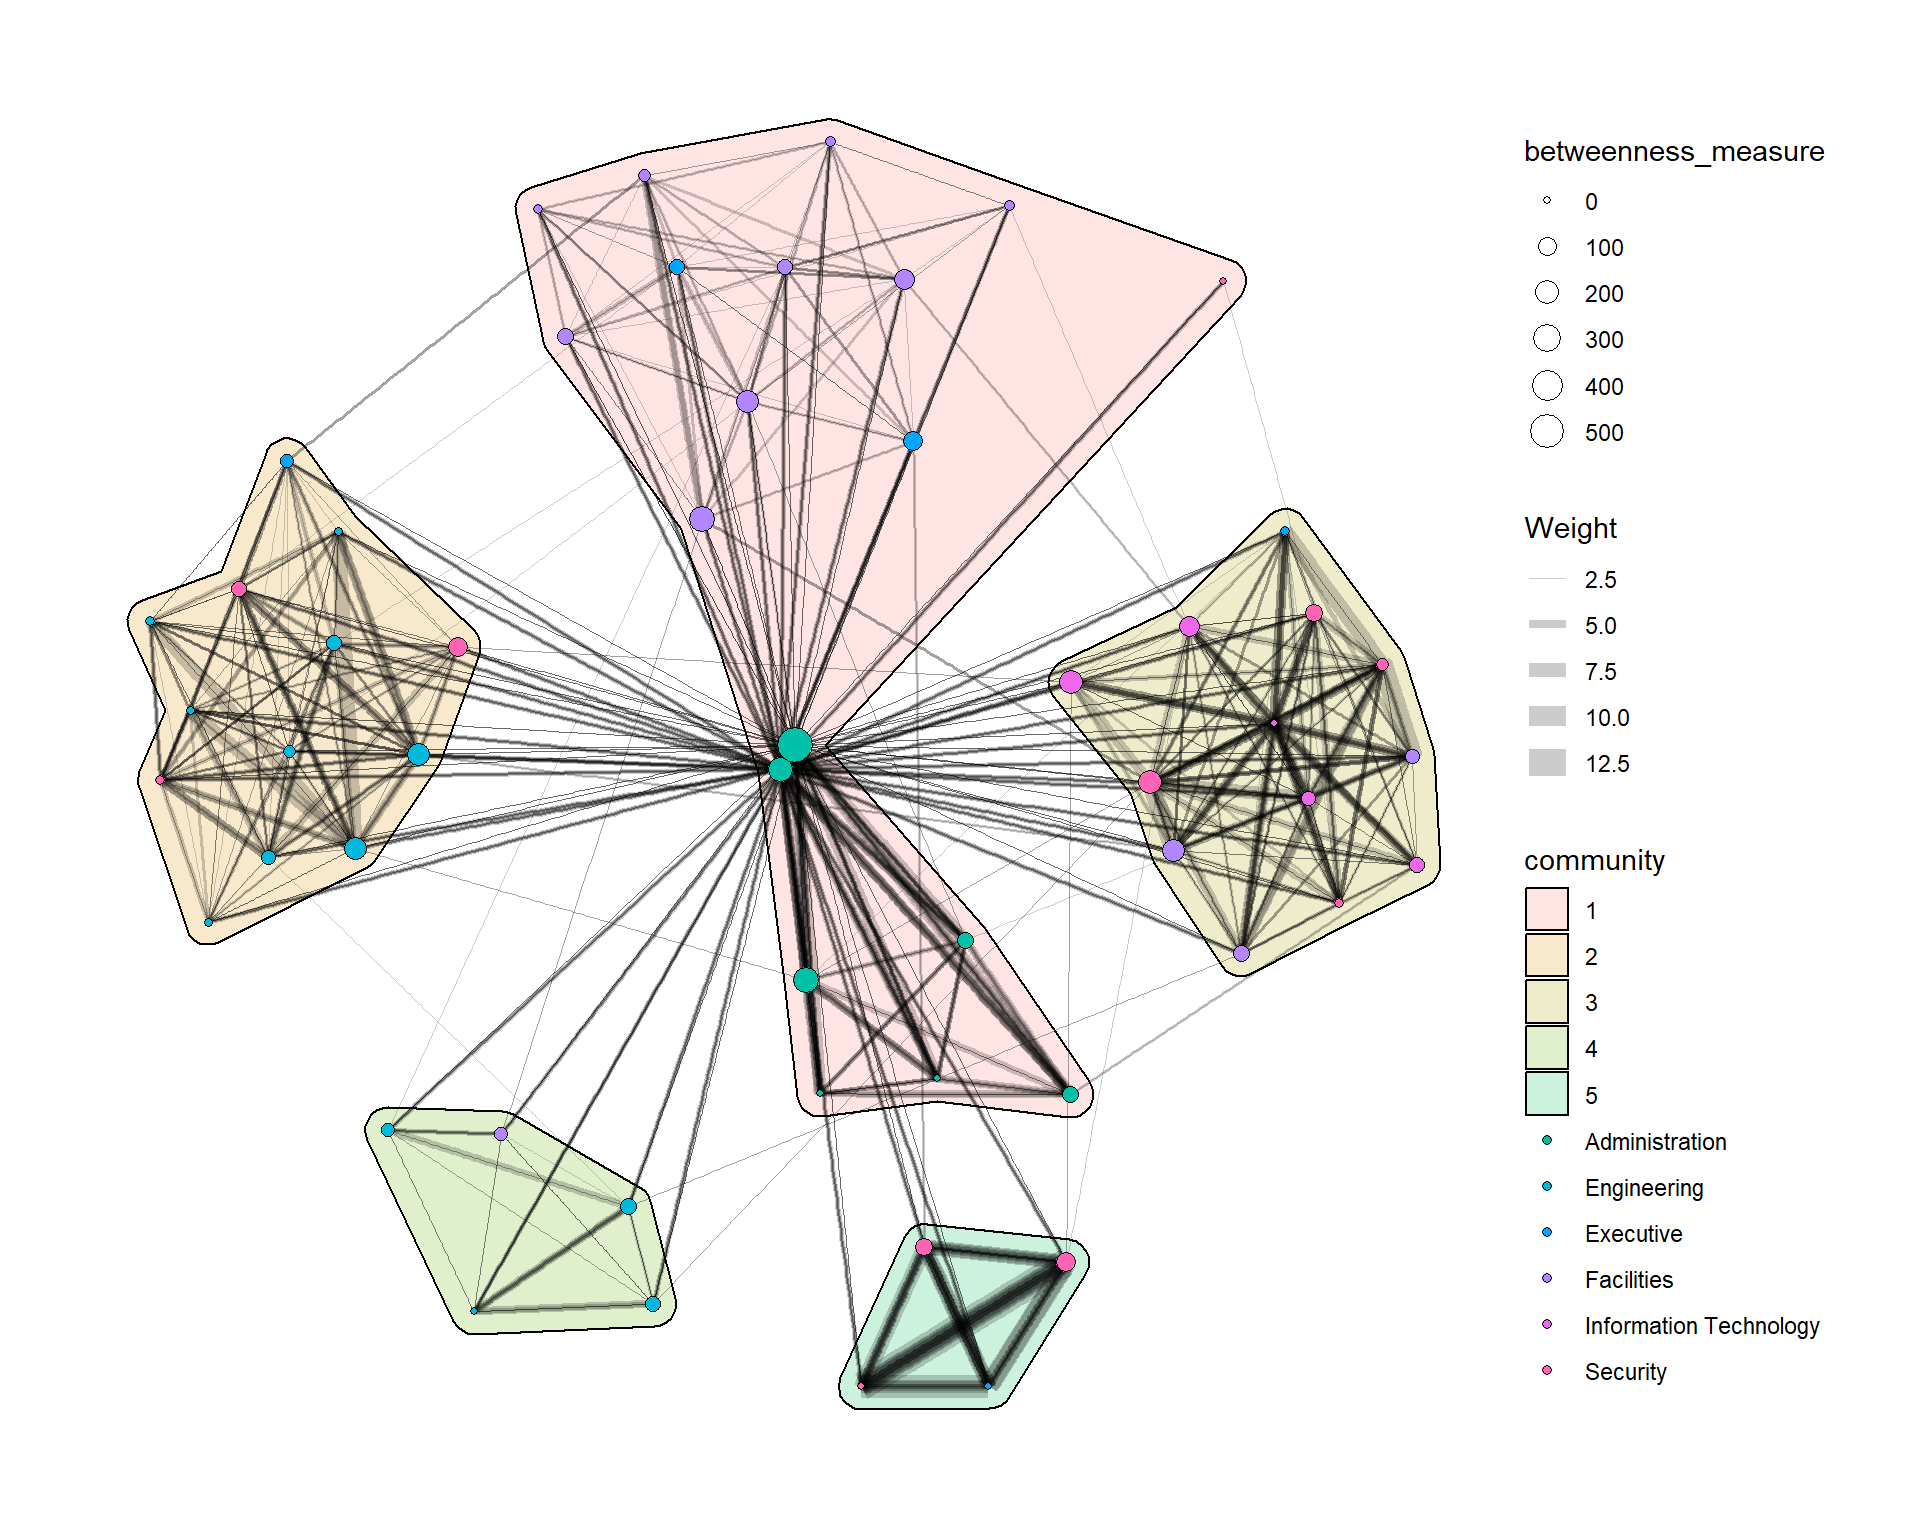 betweenness_measure
0
100
200
300
400
500
Weight
2.5
5.0
7.5
10.0
12.5
community
1
2
3
4
5
Administration
Engineering
Executive
Facilities
Information Technology
Security